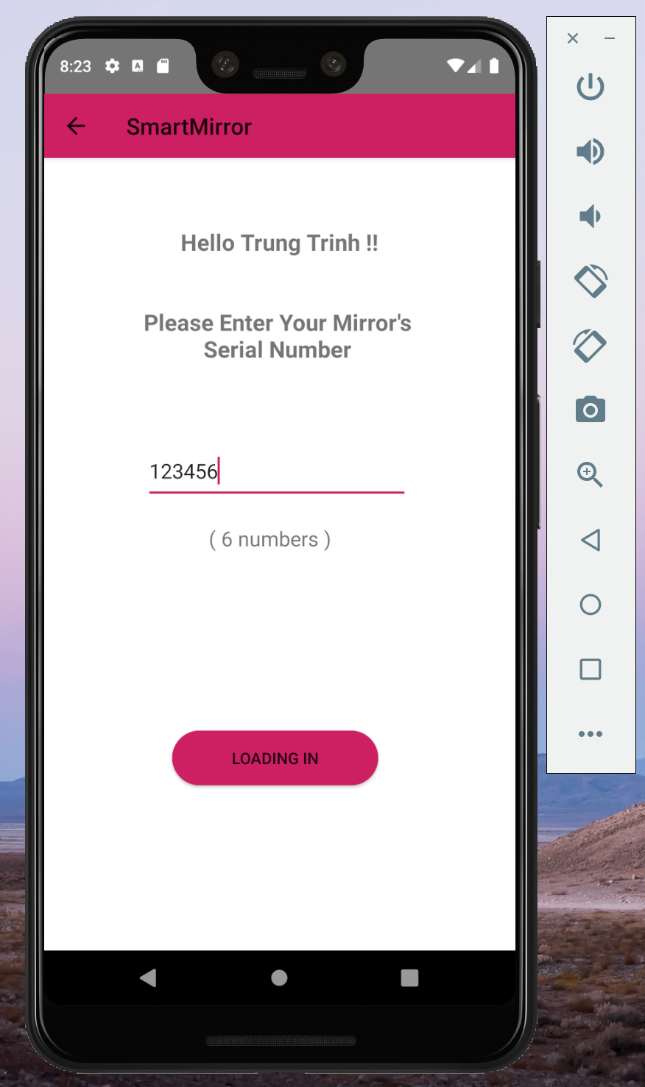 8:23
SmartMirror
Hello Trung Trinh !!
Please Enter Your Mirror's
Serial Number
123456
( 6 numbers )
LOADING IN